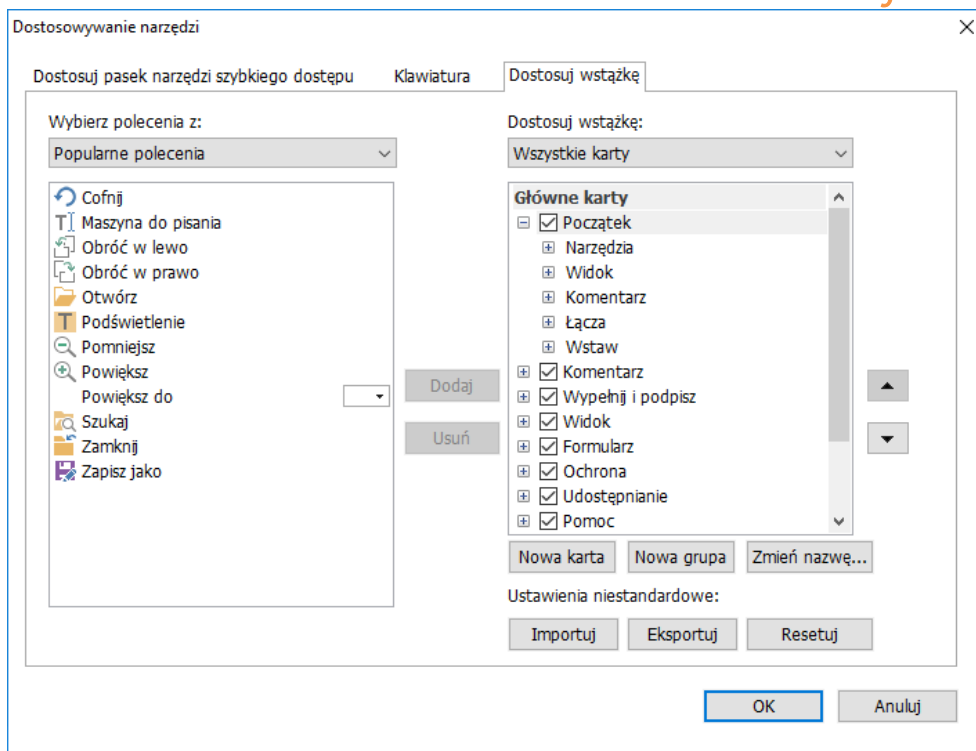 Dostosowywanie narzędzi
Dostosuj pasek narzędzi szybkiego dostępu
Klawiatura
Dostosuj wstążkę
Wybierz polecenia z:
Popularne polecenia
Cofnij
Maszyna do pisania
Obróć w lewo
Obróć w prawo
Otwórz
Podświetlenie
Pomniejsz
Powiększ
Powiększ do
Szukaj
Zamknij
Zapisz jako
Dodaj
Usuń
Dostosuj wstążkę:
Wszystkie karty
Główne karty
Początek
Narzędzia
Widok
Komentarz
Łącza
Wstaw
Komentarz
Wypełnij i podpisz
Widok
Formularz
Ochrona
Udostępnianie
Pomoc
Nowa karta
Nowa grupa
Zmień nazwę...
Ustawienia niestandardowe:
Importuj
Eksportuj
Resetuj
OK
Anuluj